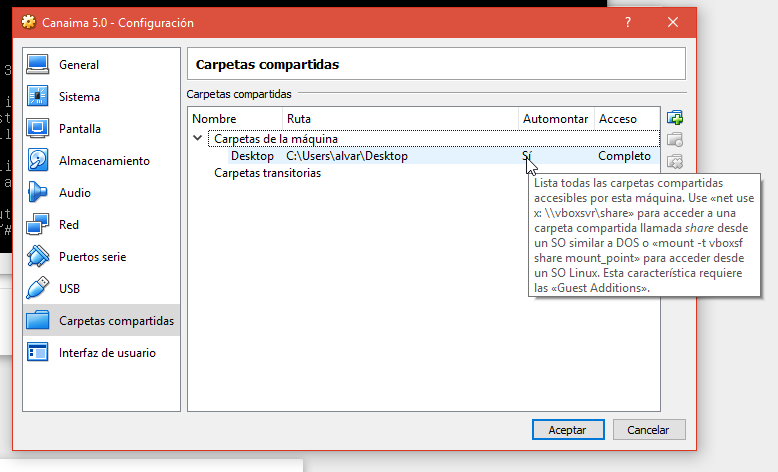 Canaima 5.0 - Configuración
?
General
Sistema
Pantalla
Almacenamiento
Audio
Red
Puertos serie
USB
Carpetas compartidas
Interfaz de usuario
Carpetas compartidas
Carpetas compartidas
Nombre Ruta Automontar Acceso
Carpetas de la máquina
Desktop C:\Users\alvar\Desktop Sí Completo
Carpetas transitorias
Lista todas las carpetas compartidas
accesibles por esta máquina. Use «net use
x: \\vboxsvr\share» para acceder a una
carpeta compartida llamada share desde
un SO similar a DOS o «mount -t vboxsf
share mount_point» para acceder desde
un SO Linux. Esta característica requiere
las «Guest Additions».
Aceptar Cancelar